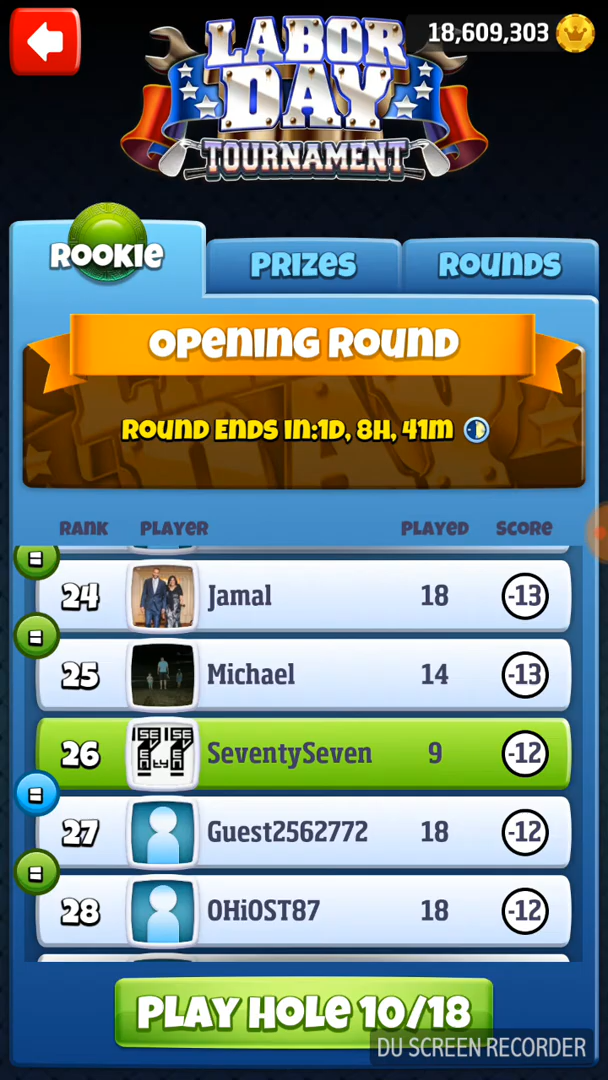 18,609,303
LABOR
DAY
TOURNAMENT
ROOKIE
PRIZES
ROUNDS
OPENING ROUND
ROUND ENDS IN:1D, 8H, 41M
RANK PLAYER PLAYED SCORE
24 Jamal 18 -13
25 Michael 14 -13
26 SeventySeven 9 -12
27 Guest2562772 18 -12
28 OHiOST87 18 -12
PLAY HOLE 10/18
DU SCREEN RECORDER